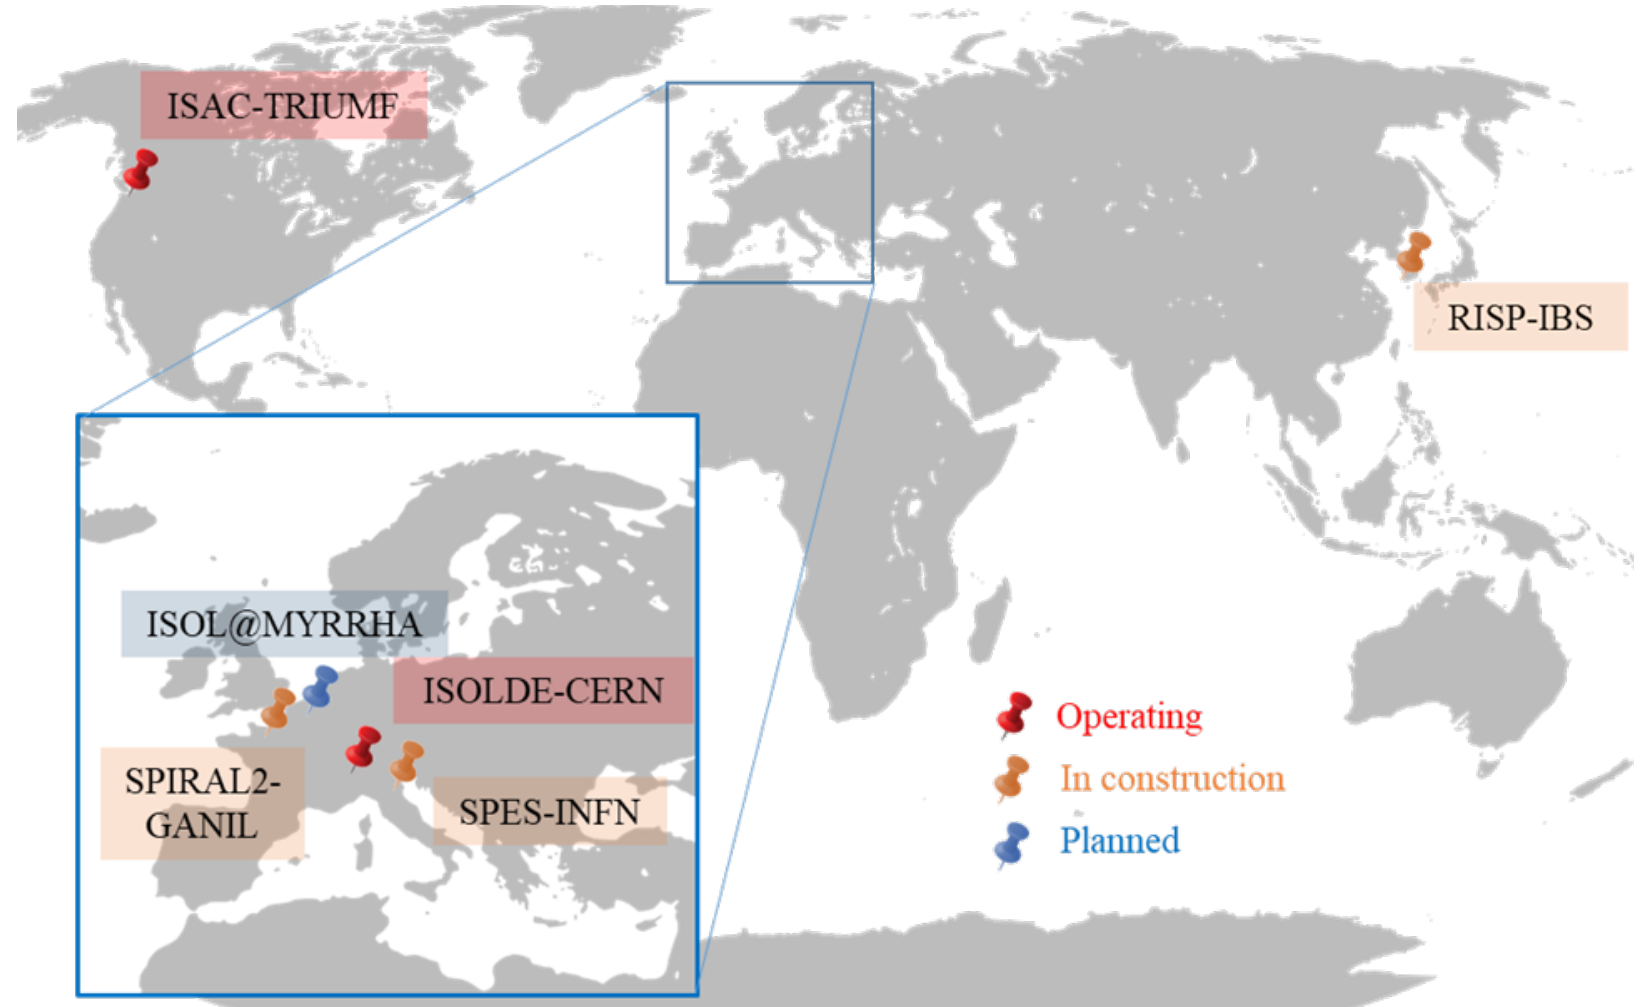 ISAC-TRIUMF
RISP-IBS
ISOL@MYRRHA
ISOLDE-CERN
SPIRAL2-
GANIL
SPES-INFN
Operating
In construction
Planned